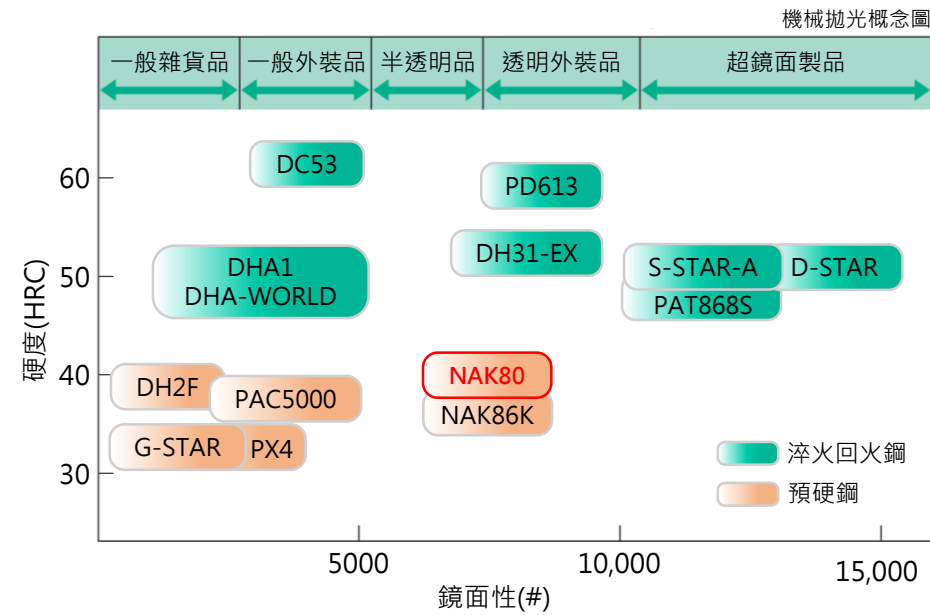 機械拋光概念圖
一般雜貨品 一般外裝品 半透明品 透明外裝品 超鏡面製品
DC53
60
PD613
DH31-EX
DHA1
DHA-WORLD
50
S-STAR-A
D-STAR
PAT868S
硬度(HRC)
40
NAK80
DH2F
PAC5000
NAK86K
G-STAR
PX4
淬火回火鋼
30
預硬鋼
5000
10,000
15,000
鏡面性(#)